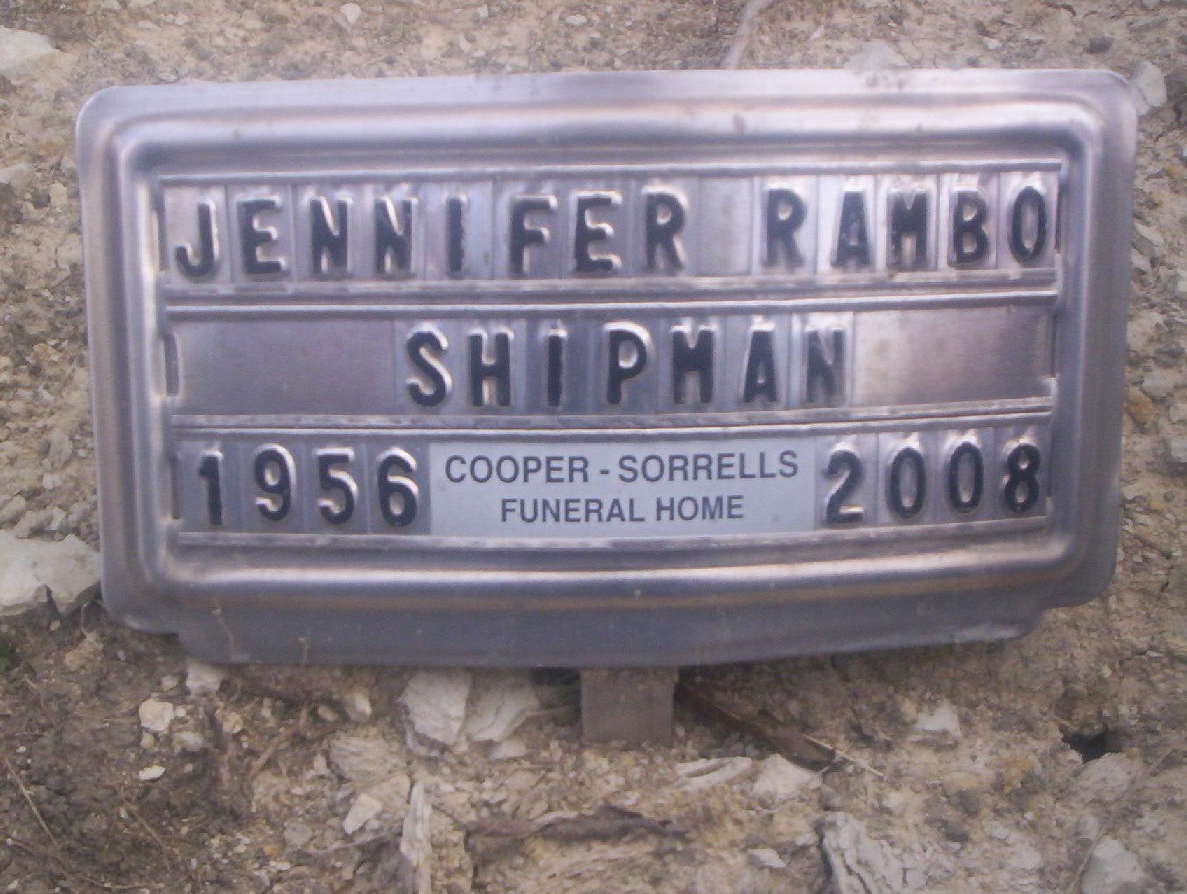 JENNIFER RAMBO
SHIPMAN
1956 COOPER - SORRELLS 2008
FUNERAL HOME